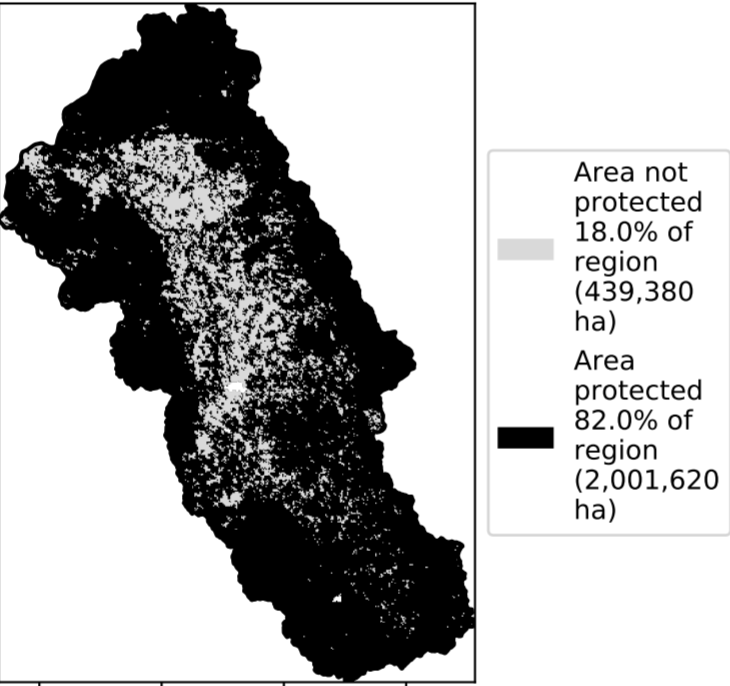 Area not
protected
18.0% of
region
(439,380
ha)
Area
protected
82.0% of
region
(2,001,620
ha)